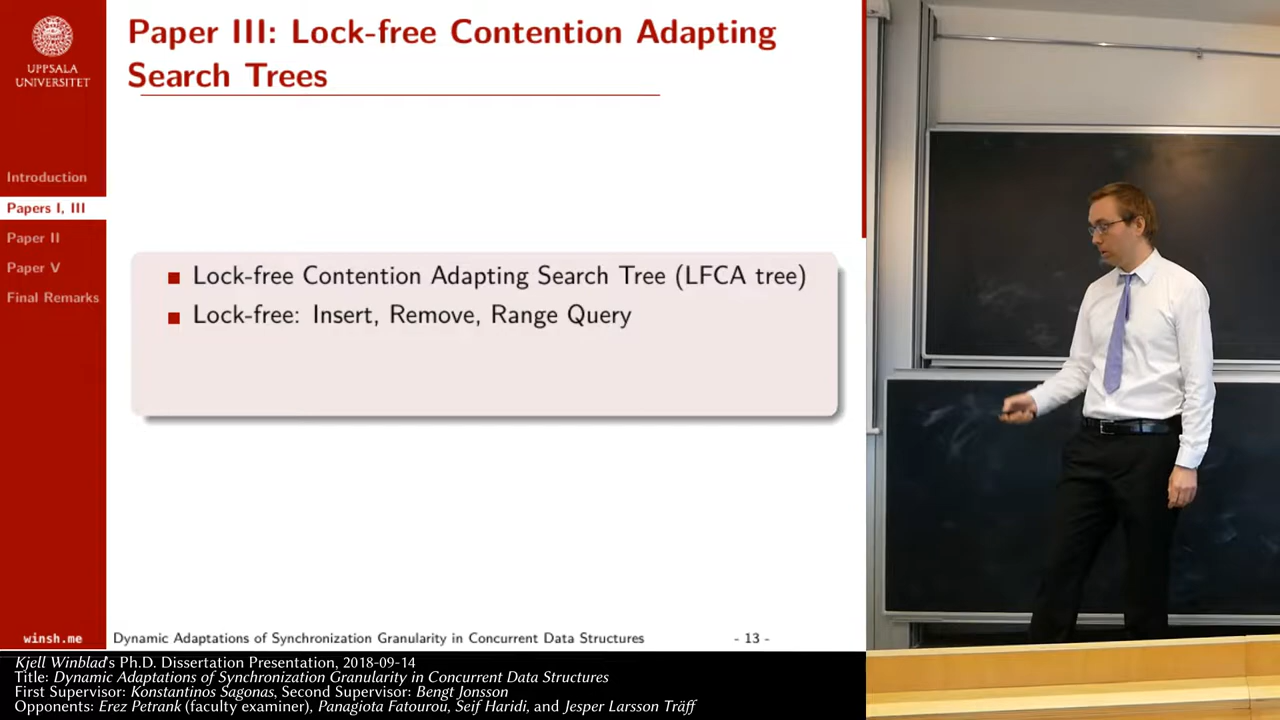 Paper III: Lock-free Contention Adapting
Search Trees
UPPSALA
UNIVERSITET
Introduction
Papers I, III
Paper II
Paper V
Final Remarks
Lock-free Contention Adapting Search Tree (LFCA tree)
Lock-free: Insert, Remove, Range Query
winsh.me
Dynamic Adaptations of Synchronization Granularity in Concurrent Data Structures
- 13 -
Kjell Winblad's Ph.D. Dissertation Presentation, 2018-09-14
Title: Dynamic Adaptations of Synchronization Granularity in Concurrent Data Structures
First Supervisor: Konstantinos Sagonas, Second Supervisor: Bengt Jonsson
Opponents: Erez Petrank (faculty examiner), Panagiota Fatourou, Seif Haridi, and Jesper Larsson Träff